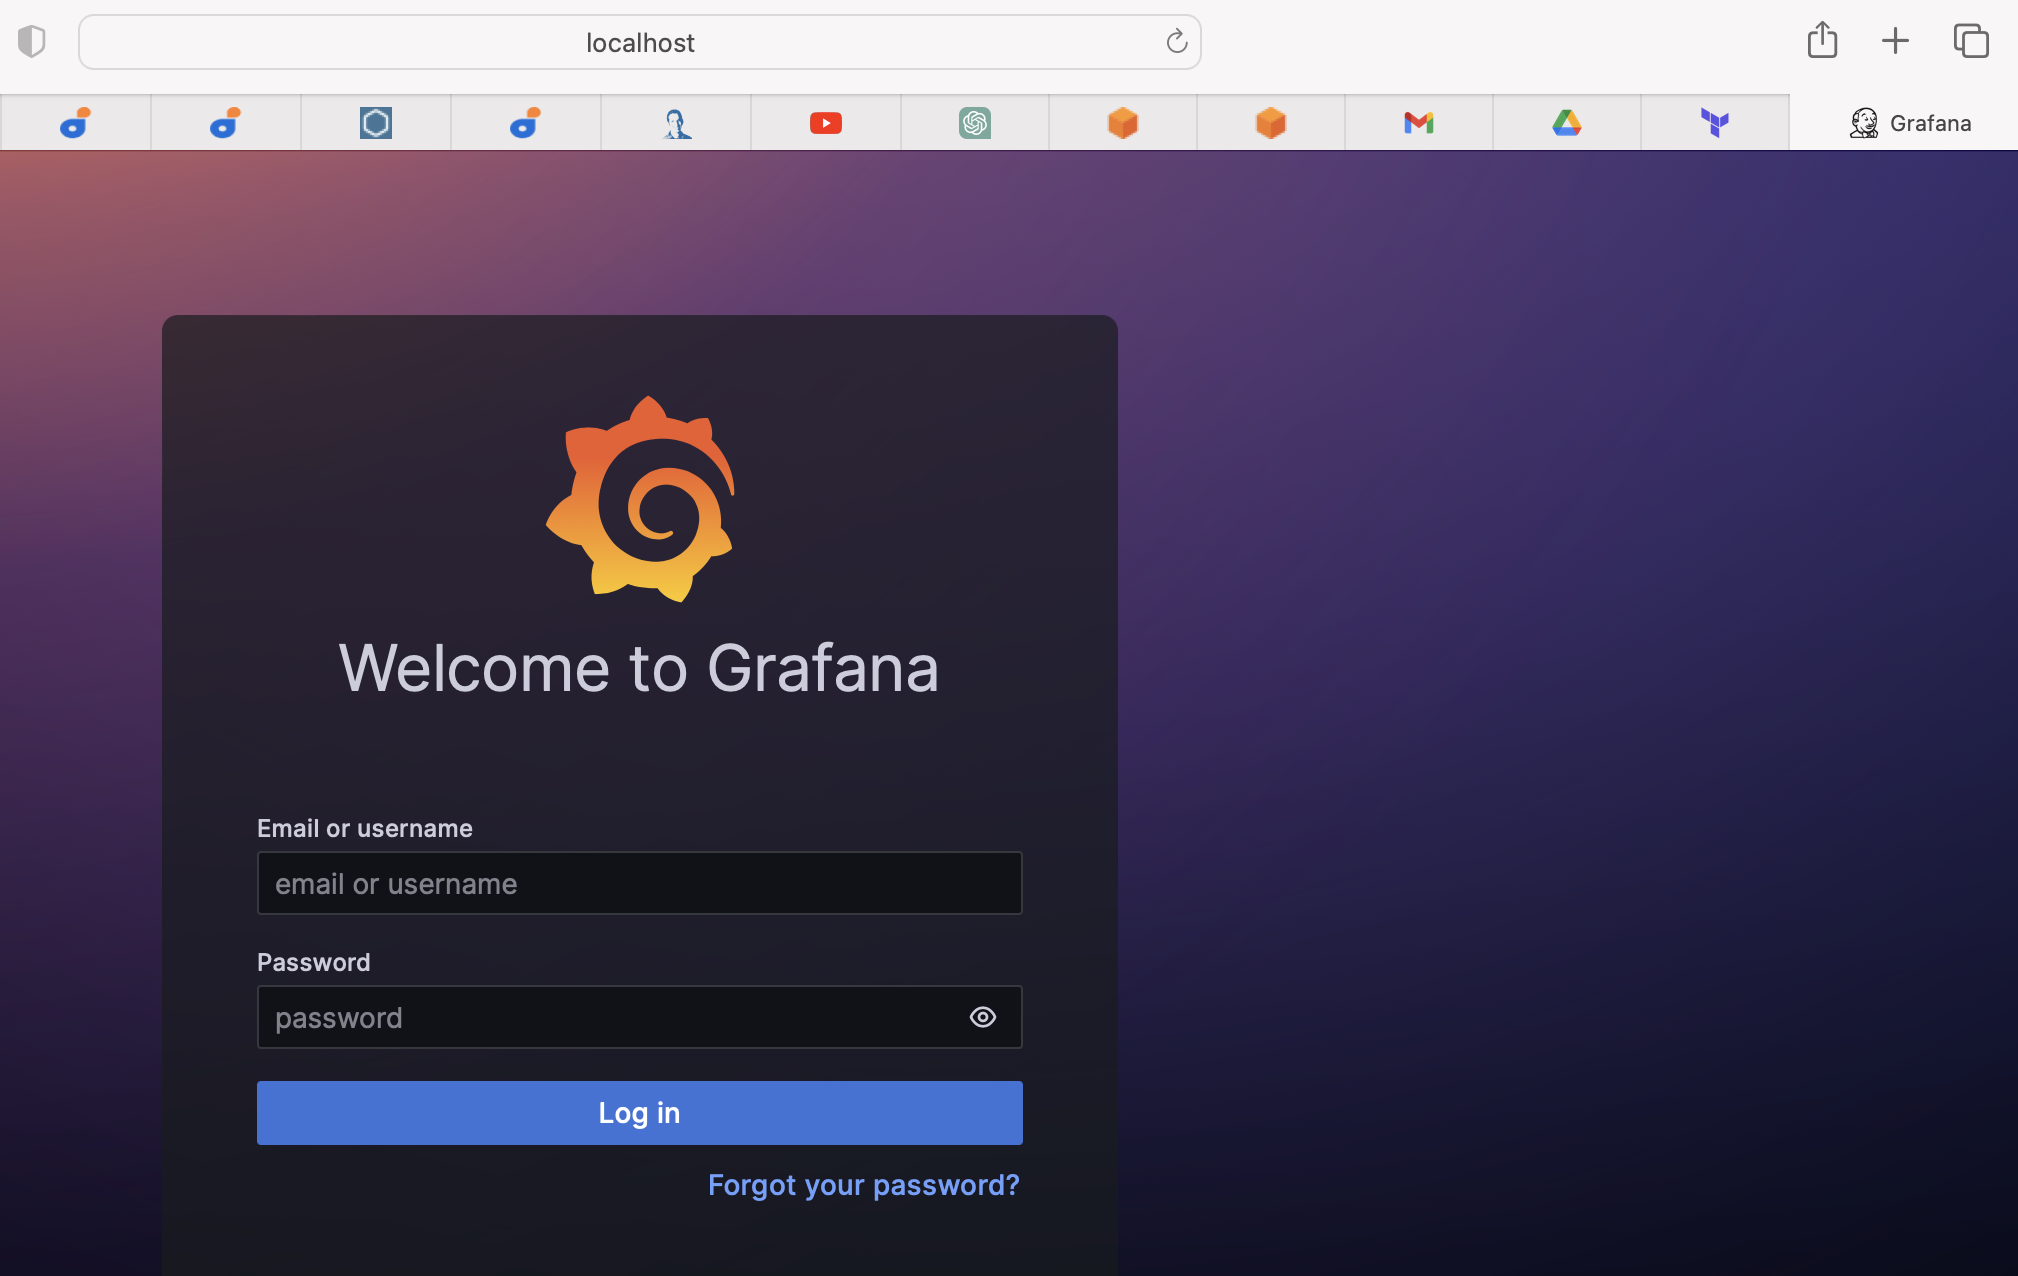 localhost
Grafana
Welcome to Grafana
Email or username
email or username
Password
password
Log in
Forgot your password?